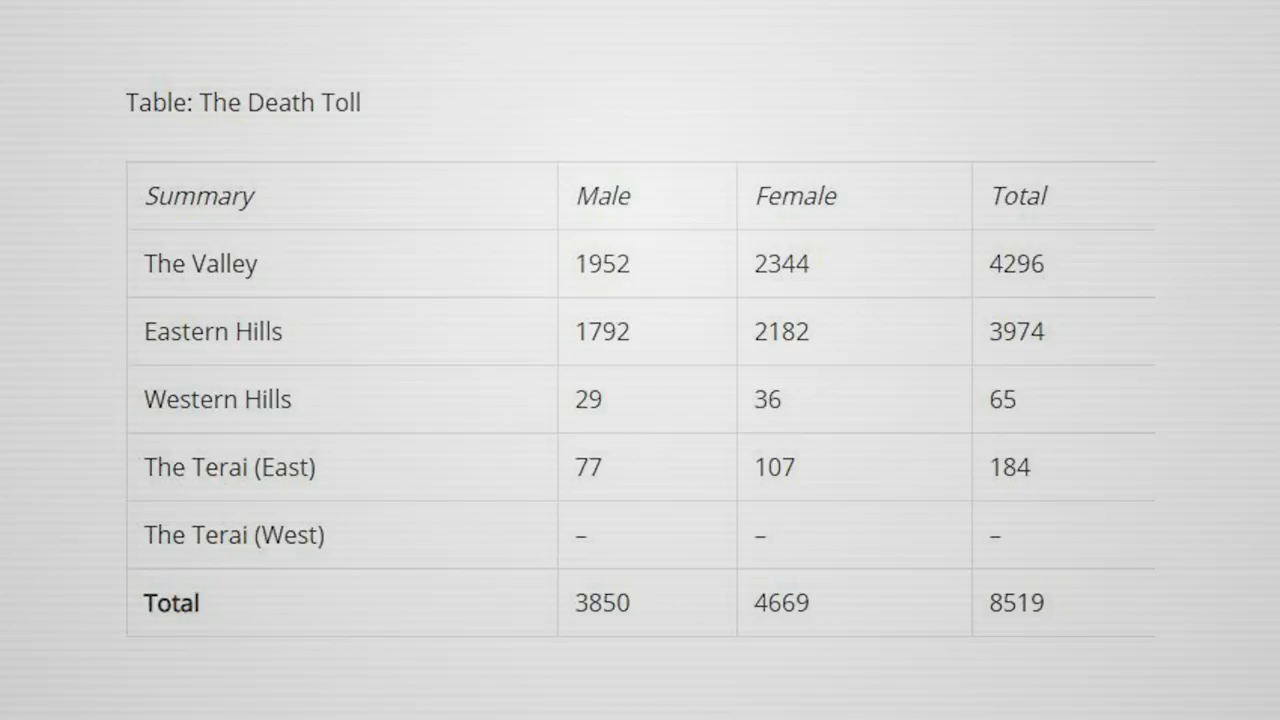 Table: The Death Toll
Summary Male Female Total
The Valley 1952 2344 4296
Eastern Hills 1792 2182 3974
Western Hills 29 36 65
The Terai (East) 77 107 184
The Terai (West) – – –
Total 3850 4669 8519